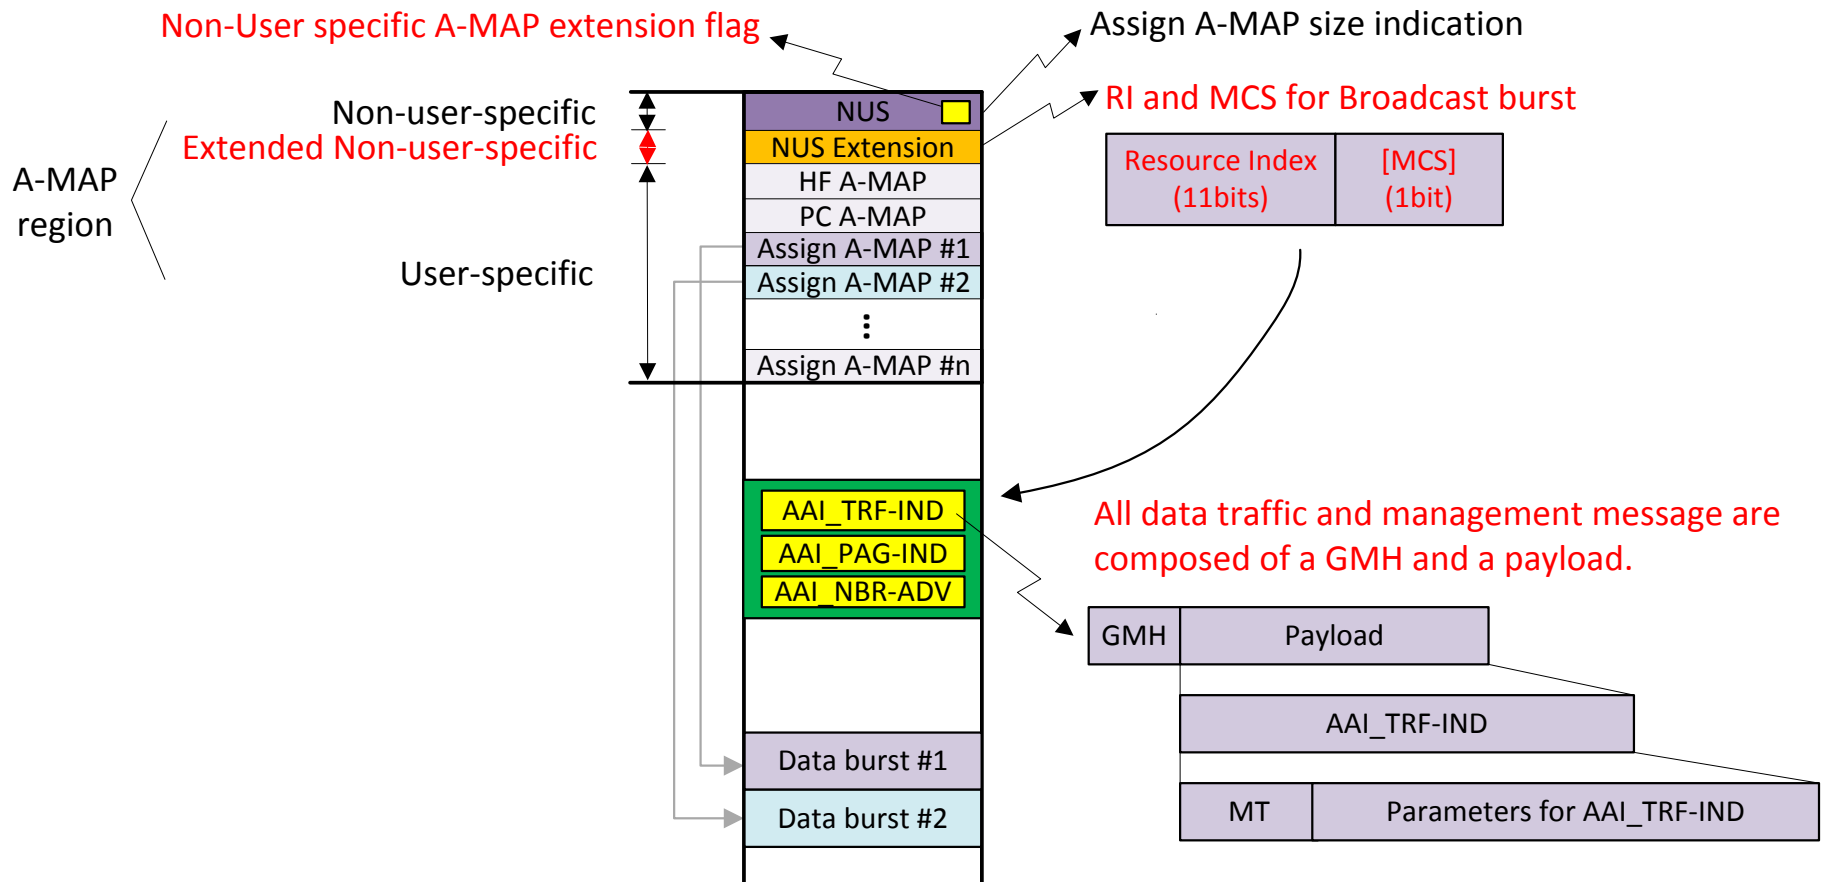 Non-User specific A-MAP extension flag
Assign A-MAP size indication
Non-user-specific
Extended Non-user-specific
A-MAP
region
User-specific
NUS
NUS Extension
HF A-MAP
PC A-MAP
Assign A-MAP #1
Assign A-MAP #2
Assign A-MAP #n
RI and MCS for Broadcast burst
Resource Index
(11bits)
[MCS]
(1bit)
AAI_TRF-IND
AAI_PAG-IND
AAI_NBR-ADV
All data traffic and management message are
composed of a GMH and a payload.
GMH
Payload
AAI_TRF-IND
MT
Parameters for AAI_TRF-IND
Data burst #1
Data burst #2